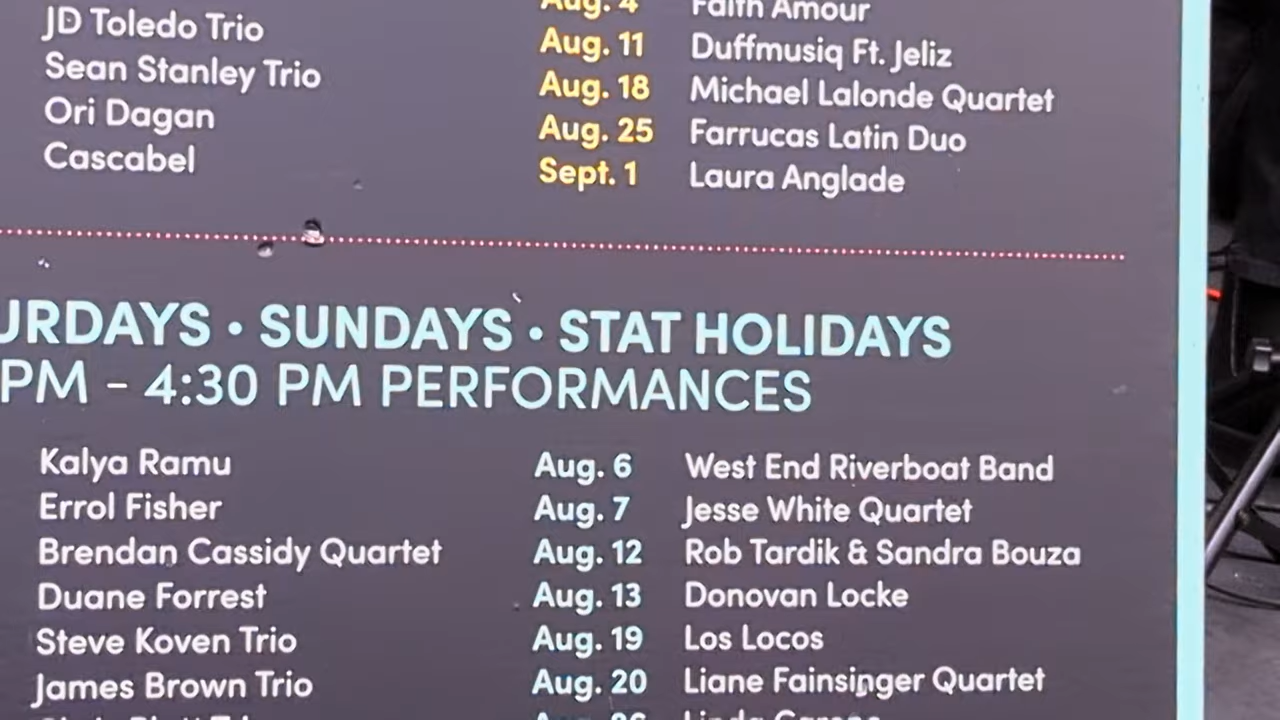 Aug. 4 Faith Amour
JD Toledo Trio Aug. 11 Duffmusiq Ft. Jeliz
Sean Stanley Trio Aug. 18 Michael Lalonde Quartet
Ori Dagan Aug. 25 Farrucas Latin Duo
Cascabel Sept. 1 Laura Anglade
URDAYS • SUNDAYS • STAT HOLIDAYS
PM – 4:30 PM PERFORMANCES
Kalya Ramu Aug. 6 West End Riverboat Band
Errol Fisher Aug. 7 Jesse White Quartet
Brendan Cassidy Quartet Aug. 12 Rob Tardik & Sandra Bouza
Duane Forrest Aug. 13 Donovan Locke
Steve Koven Trio Aug. 19 Los Locos
James Brown Trio Aug. 20 Liane Fainsinger Quartet